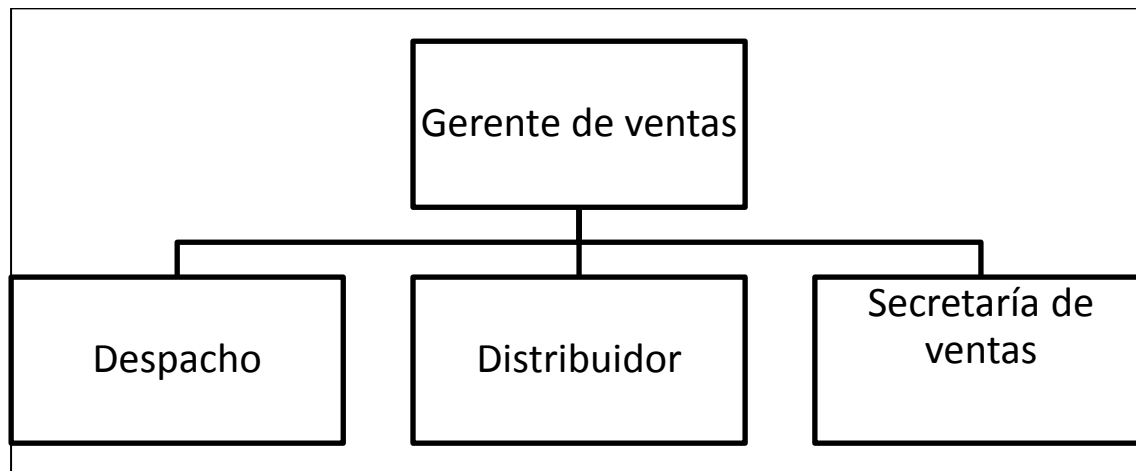 Gerente de ventas
Despacho
Distribuidor
Secretaría de
ventas